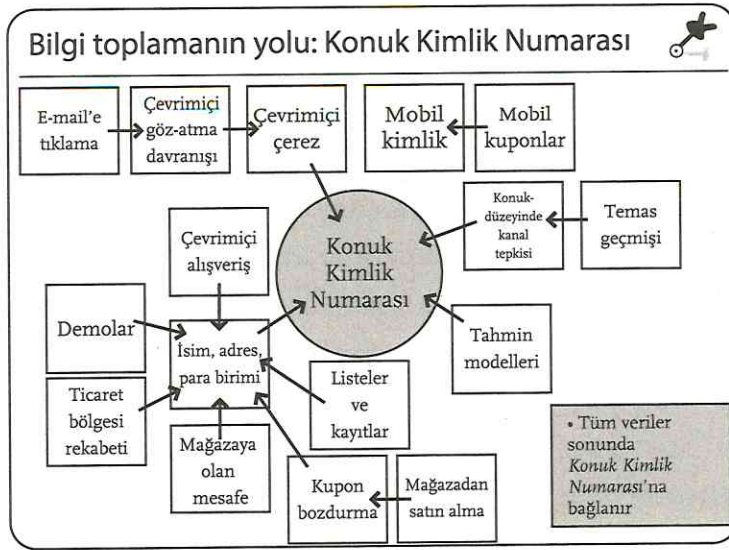 Bilgi toplamanın yolu: Konuk Kimlik Numarası
E-mail'e
tıklama
Çevrimiçi
göz-atma
davranışı
Çevrimiçi
çerez
Mobil
kimlik
Mobil
kuponlar
Konuk-
düzeyinde
kanal
tepkisi
Temas
geçmişi
Çevrimiçi
alışveriş
Konuk
Kimlik
Numarası
Demolar
İsim, adres,
para birimi
Tahmin
modelleri
Ticaret
bölgesi
rekabeti
Listeler
ve
kayıtlar
Mağazaya
olan
mesafe
Kupon
bozdurma
Mağazadan
satın alma
• Tüm veriler
sonunda
Konuk Kimlik
Numarası'na
bağlanır